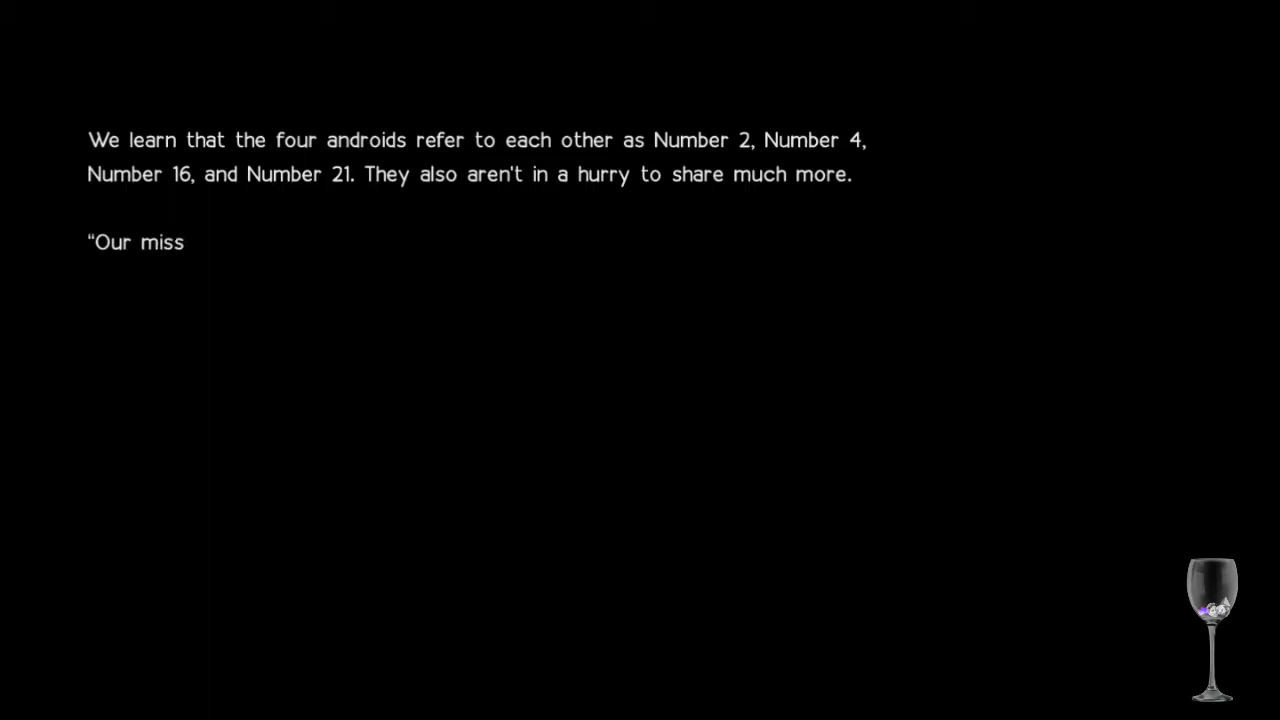 We learn that the four androids refer to each other as Number 2, Number 4,
Number 16, and Number 21. They also aren't in a hurry to share much more.
“Our miss